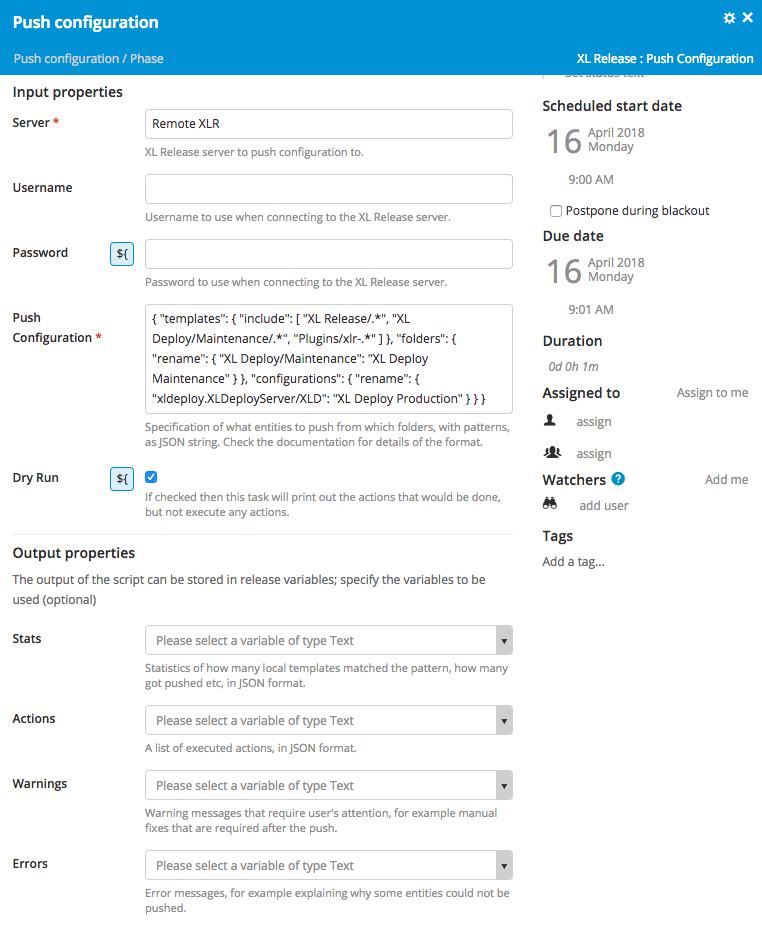 Push configuration
Push configuration / Phase
XL Release : Push Configuration
Input properties
Server *
Remote XLR
XL Release server to push configuration to.
Username
Username to use when connecting to the XL Release server.
Password
${
Password to use when connecting to the XL Release server.
Push
Configuration *
{ "templates": { "include": [ "XL Release/.*", "XL
Deploy/Maintenance/.*", "Plugins/xlr-.*" ] }, "folders": {
"rename": { "XL Deploy/Maintenance": "XL Deploy
Maintenance" } }, "configurations": { "rename": {
"xldeploy.XLDeployServer/XLD": "XL Deploy Production" } } }
Specification of what entities to push from which folders, with patterns,
as JSON string. Check the documentation for details of the format.
Dry Run
${
If checked then this task will print out the actions that would be done,
but not execute any actions.
Output properties
The output of the script can be stored in release variables; specify the variables to be
used (optional)
Stats
Please select a variable of type Text
Statistics of how many local templates matched the pattern, how many
got pushed etc, in JSON format.
Actions
Please select a variable of type Text
A list of executed actions, in JSON format.
Warnings
Please select a variable of type Text
Warning messages that require user's attention, for example manual
fixes that are required after the push.
Errors
Please select a variable of type Text
Error messages, for example explaining why some entities could not be
pushed.
Set status text
Scheduled start date
16
April 2018
Monday
9:00 AM
Postpone during blackout
Due date
16
April 2018
Monday
9:01 AM
Duration
0d 0h 1m
Assigned to
Assign to me
assign
assign
Watchers ?
Add me
add user
Tags
Add a tag...